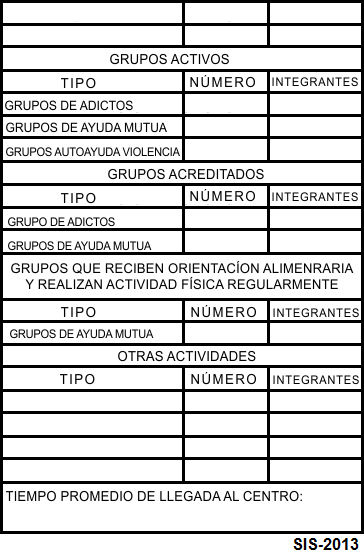 GRUPOS ACTIVOS
TIPO NÚMERO INTEGRANTES
GRUPOS DE ADICTOS
GRUPOS DE AYUDA MUTUA
GRUPOS AUTOAYUDA VIOLENCIA
GRUPOS ACREDITADOS
TIPO NÚMERO INTEGRANTES
GRUPO DE ADICTOS
GRUPOS DE AYUDA MUTUA
GRUPOS QUE RECIBEN ORIENTACÍON ALIMENRARIA
Y REALIZAN ACTIVIDAD FÍSICA REGULARMENTE
TIPO NÚMERO INTEGRANTES
GRUPOS DE AYUDA MUTUA
OTRAS ACTIVIDADES
TIPO NÚMERO INTEGRANTES
TIEMPO PROMEDIO DE LLEGADA AL CENTRO:
SIS-2013